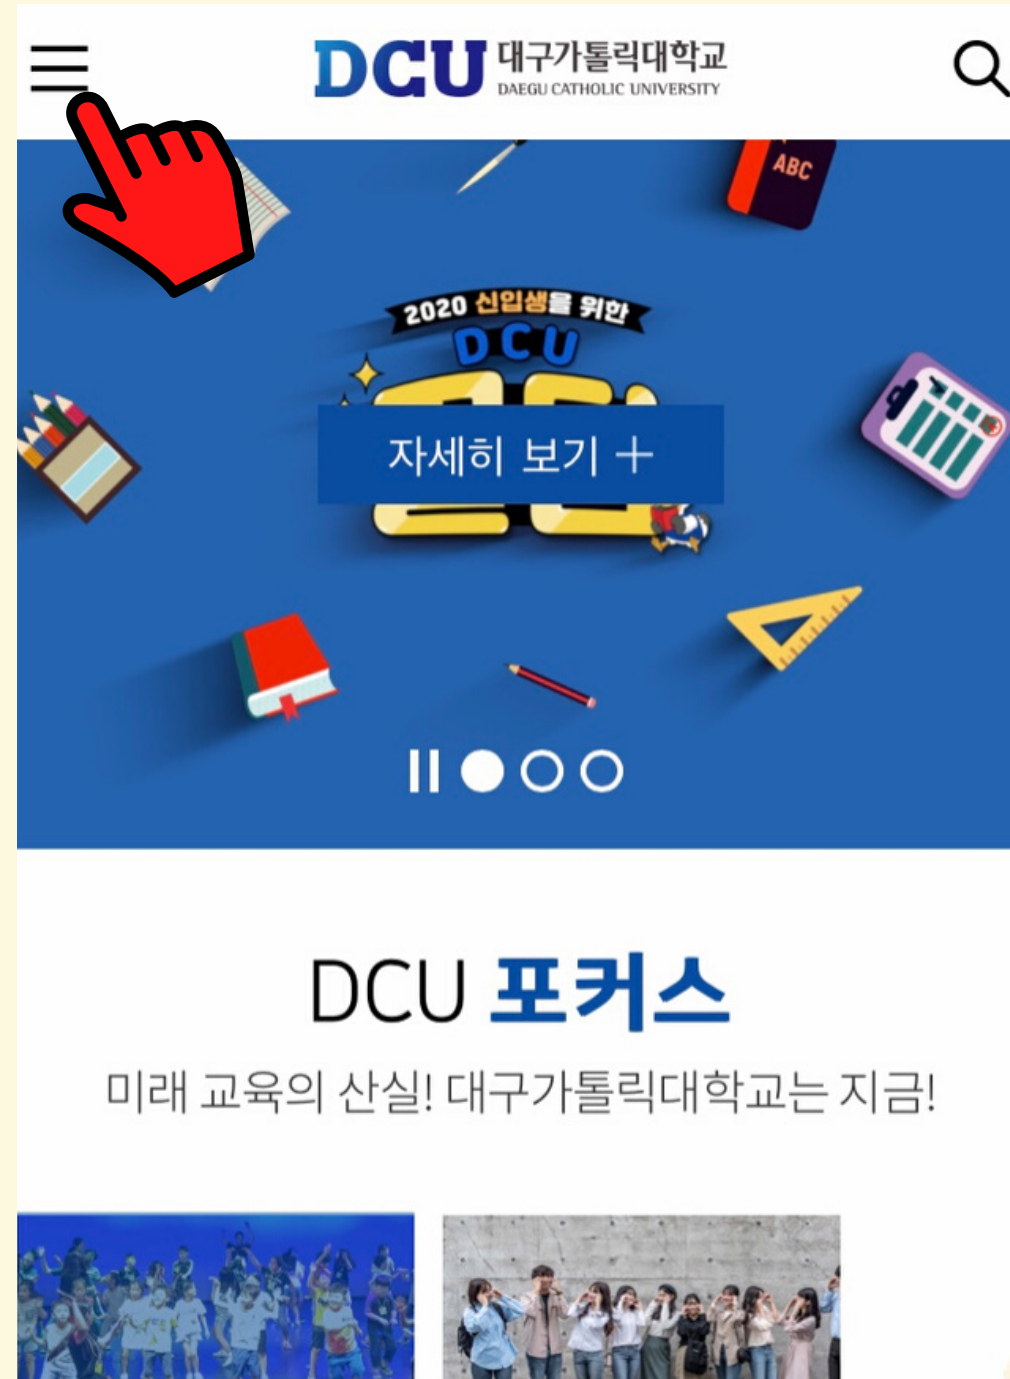 DCU 대구가톨릭대학교
DAEGU CATHOLIC UNIVERSITY
ABC
2020 신입생을 위한
DCU
자세히 보기 +
DCU 포커스
미래 교육의 산실! 대구가톨릭대학교는 지금!